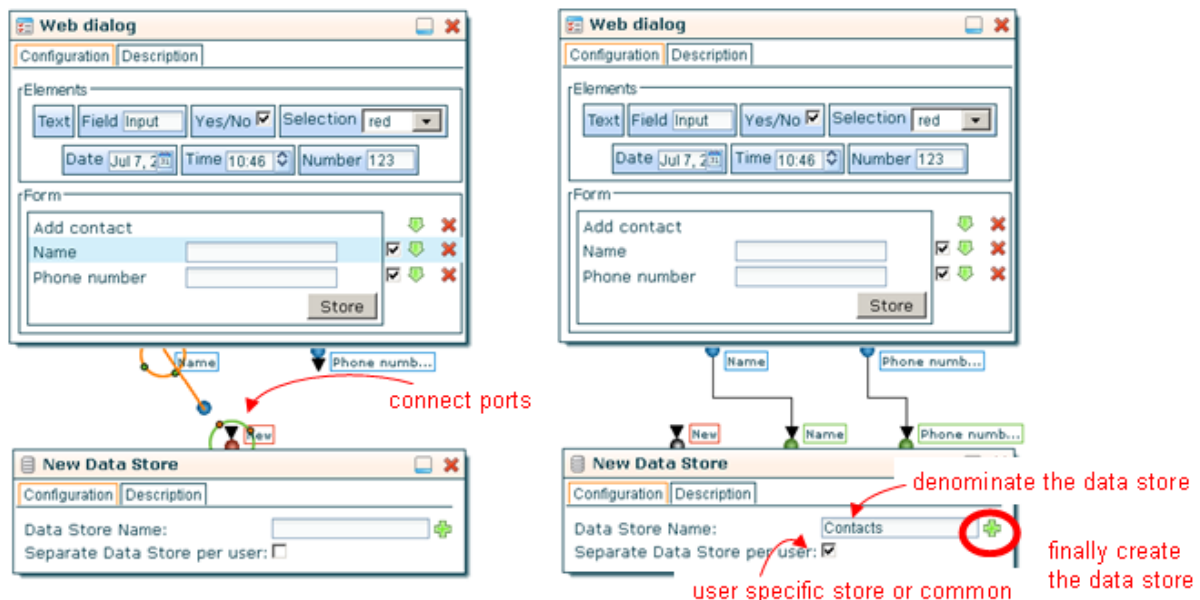 Web dialog
Configuration Description
Elements
Text Field Input Yes/No Selection red
Date Jul 7, 2 31 Time 10:46 Number 123
Form
Add contact
Name
Phone number
Store
Name Phone numb...
connect ports
New
New Data Store
Configuration Description
Data Store Name:
Separate Data Store per user:
Web dialog
Configuration Description
Elements
Text Field Input Yes/No Selection red
Date Jul 7, 2 31 Time 10:46 Number 123
Form
Add contact
Name
Phone number
Store
Name Phone numb...
New Name Phone numb...
New Data Store
denominate the data store
Configuration Description
Data Store Name: Contacts
Separate Data Store per user:
finally create
the data store
user specific store or common